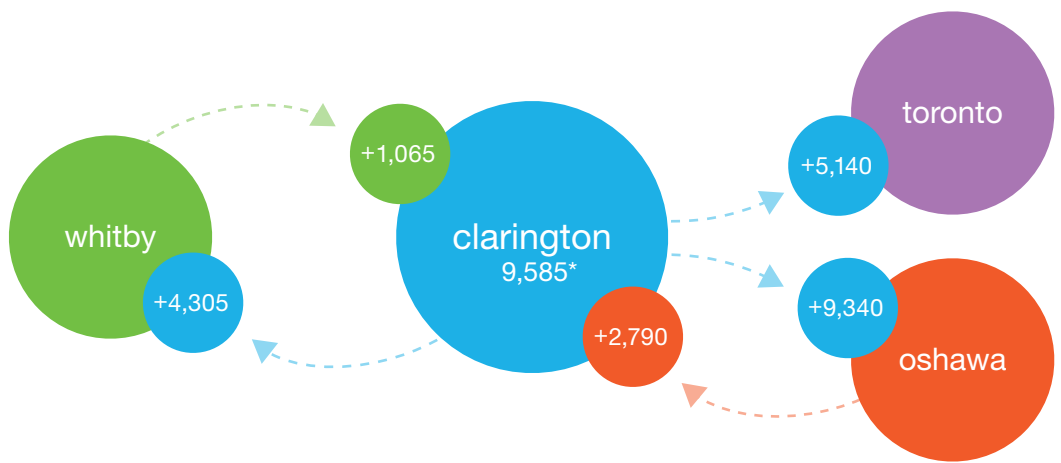 toronto
+1,065
+5,140
whitby
clarington
9,585*
+4,305
+9,340
+2,790
oshawa